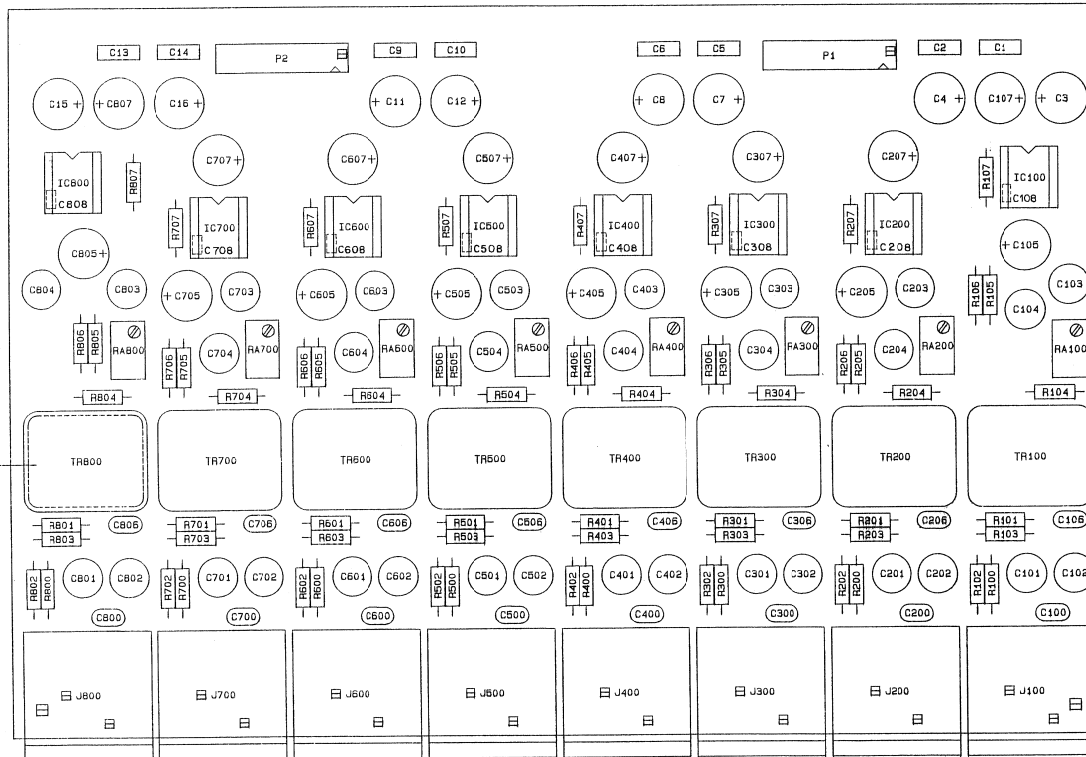 C13 C14 P2 C9 C10 C6 C5 P1 C2 C1
C15 + + C807 C16 + + C11 + C12 + C8 + C7 C4 + C107 + + C3
C707 + C607 + C507 + C407 + C307 + C207 +
IC800 R807 R107 IC100
C808 C108
R707 IC700 R607 IC600 R507 IC500 R407 IC400 R307 IC300 R207 IC200
C708 C608 C508 C408 C308 C208
C805 + + C105
C804 C803 + C705 C703 + C605 C603 + C505 C503 + C405 C403 + C305 C303 + C205 C203 R106 R105 C103
C104
R806 R805 RA800 R706 R705 C704 RA700 R606 R605 C604 RA600 R506 R505 C504 RA500 R406 R405 C404 RA400 R306 R305 C304 RA300 R206 R205 C204 RA200 RA100
R804 R704 R604 R504 R404 R304 R204 R104
TR800 TR700 TR600 TR500 TR400 TR300 TR200 TR100
R801 C806 R701 C706 R601 C606 R501 C506 R401 C406 R301 C306 R201 C206 R101 C106
R803 R703 R603 R503 R403 R303 R203 R103
R802 R800 C801 C802 R702 R700 C701 C702 R602 R600 C601 C602 R502 R500 C501 C502 R402 R400 C401 C402 R302 R300 C301 C302 R202 R200 C201 C202 R102 R100 C101 C102
C800 C700 C600 C500 C400 C300 C200 C100
J800 J700 J600 J500 J400 J300 J200 J100